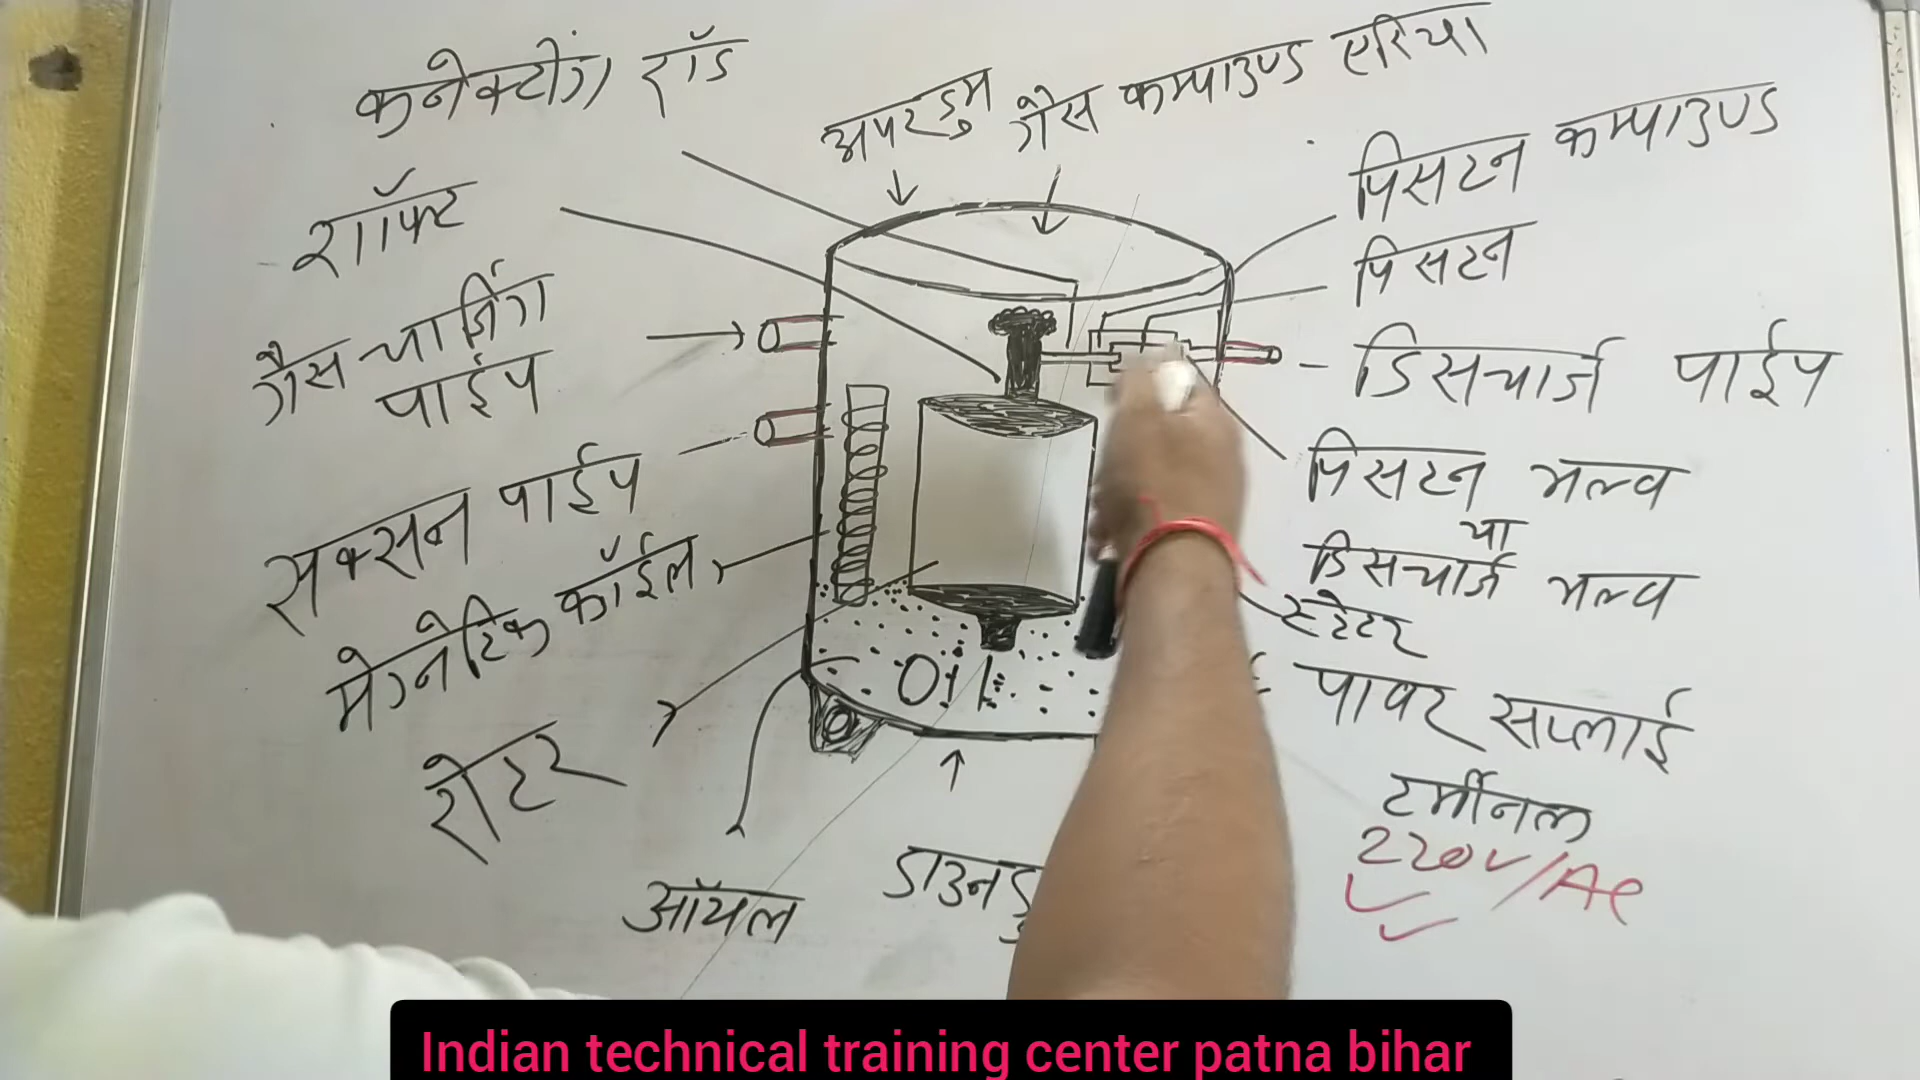 कनेक्टींग रॉड
अपर डुम
गैस कम्पाउण्ड एरिया
शॉफ्ट
पिसटन कम्पाउण्ड
पिसटन
गैस चार्जिंग
पाईप
डिसचार्ज पाईप
सक्सन पाईप
पिसटन भल्व
या
डिसचार्ज भल्व
मेगनेटिक कॉईल
स्टेटर
Oil
रोटर
पावर सप्लाई
टर्मीनल
220V/AC
ऑयल
डाउन
Indian technical training center patna bihar